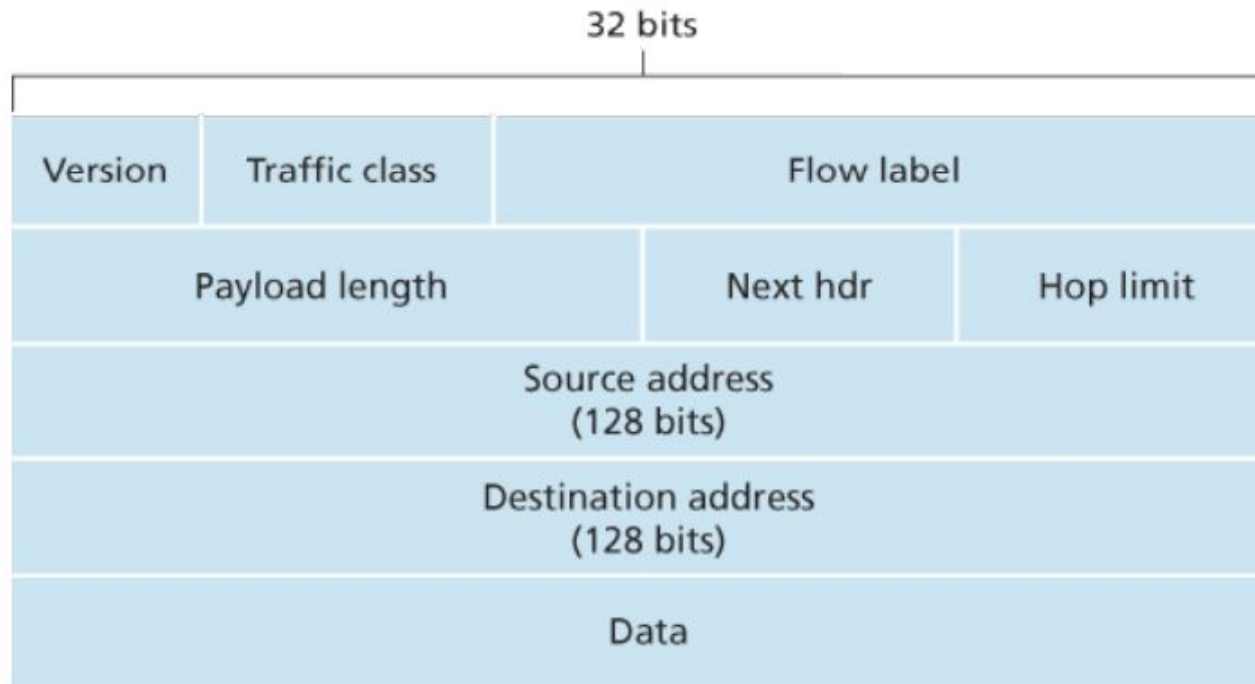 32 bits
Version Traffic class Flow label
Payload length Next hdr Hop limit
Source address
(128 bits)
Destination address
(128 bits)
Data